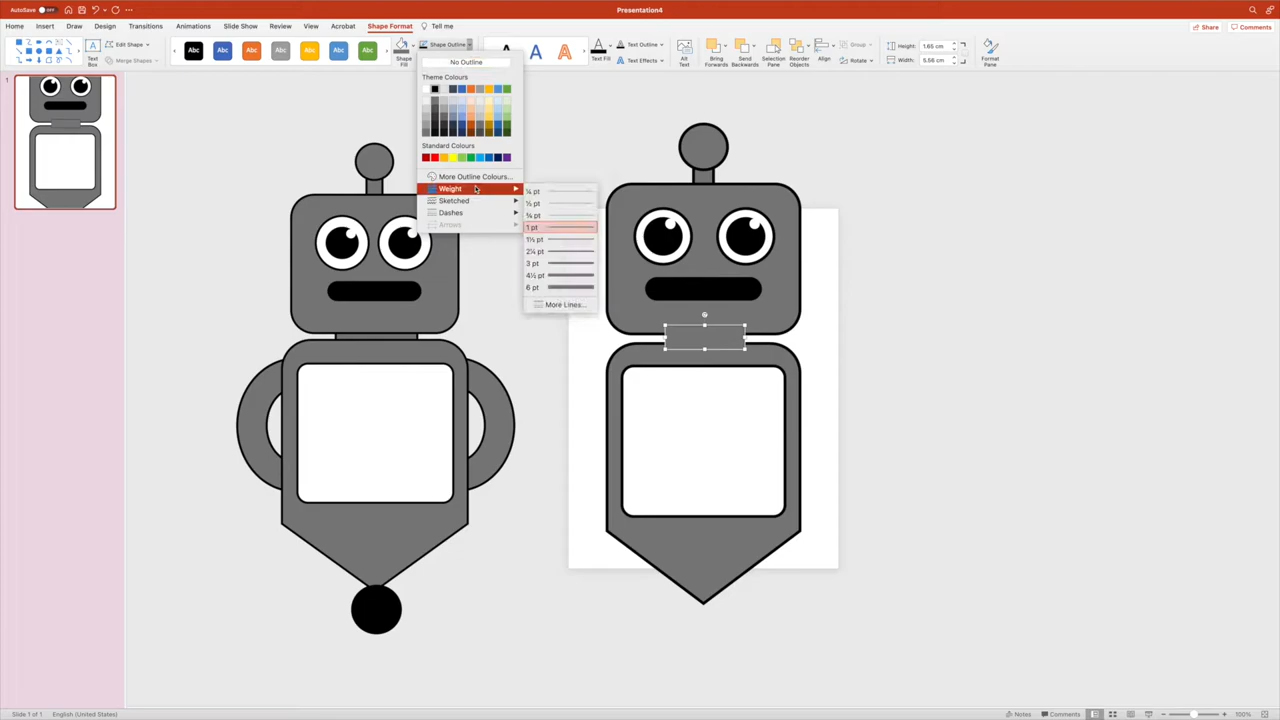 AutoSave OFF
Presentation4
Home Insert Draw Design Transitions Animations Slide Show Review View Acrobat Shape Format Tell me
Share Comments
Text Box
Edit Shape
Merge Shapes
Abc Abc Abc Abc Abc Abc Abc
Shape Fill
Shape Outline
A A A
Text Fill
Text Outline
Text Effects
Alt Text
Bring Forwards
Send Backwards
Selection Pane
Reorder Objects
Align
Group
Rotate
Height: 1.65 cm
Width: 5.56 cm
Format Pane
No Outline
Theme Colours
Standard Colours
More Outline Colours...
Weight
Sketched
Dashes
Arrows
¼ pt
½ pt
¾ pt
1 pt
1½ pt
2¼ pt
3 pt
4½ pt
6 pt
More Lines...
1
Slide 1 of 1 English (United States)
Notes Comments 100%